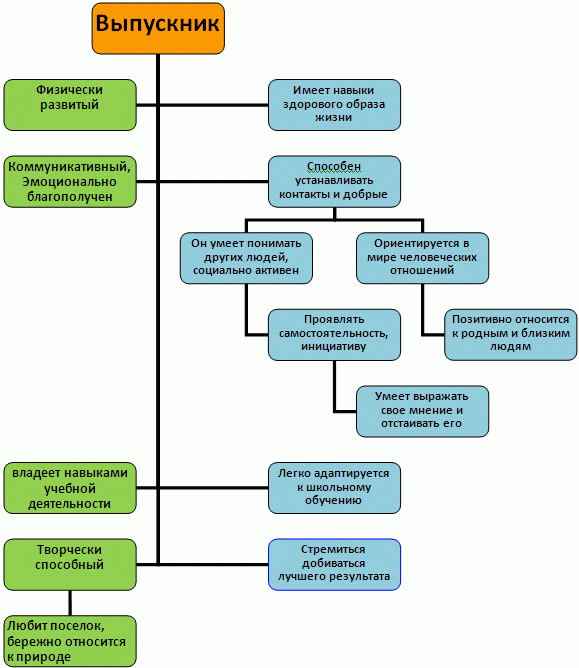 Выпускник
Физически
развитый
Имеет навыки
здорового образа
жизни
Коммуникативный,
Эмоционально
благополучен
Способен
устанавливать
контакты и добрые
Он умеет понимать
других людей,
социально активен
Ориентируется в
мире человеческих
отношений
Проявлять
самостоятельность,
инициативу
Позитивно относится
к родным и близким
людям
Умеет выражать
свое мнение и
отстаивать его
владеет навыками
учебной
деятельности
Легко адаптируется
к школьному
обучению
Творчески
способный
Стремиться
добиваться
лучшего результата
Любит поселок,
бережно относится
к природе